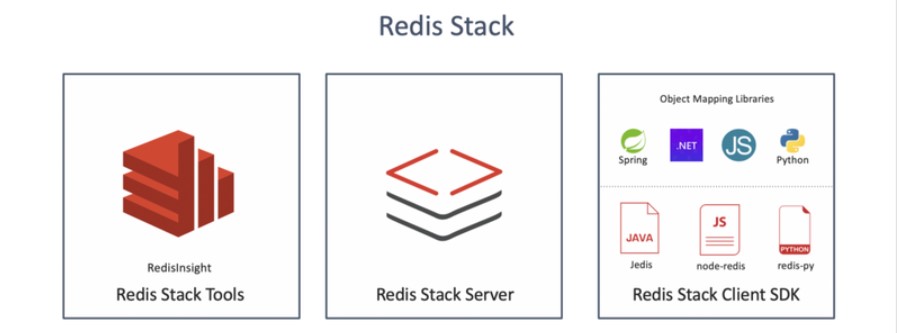 Redis Stack
RedisInsight
Redis Stack Tools
Redis Stack Server
Object Mapping Libraries
Spring
.NET
JS
Python
JAVA
Jedis
JS
node-redis
PYTHON
redis-py
Redis Stack Client SDK